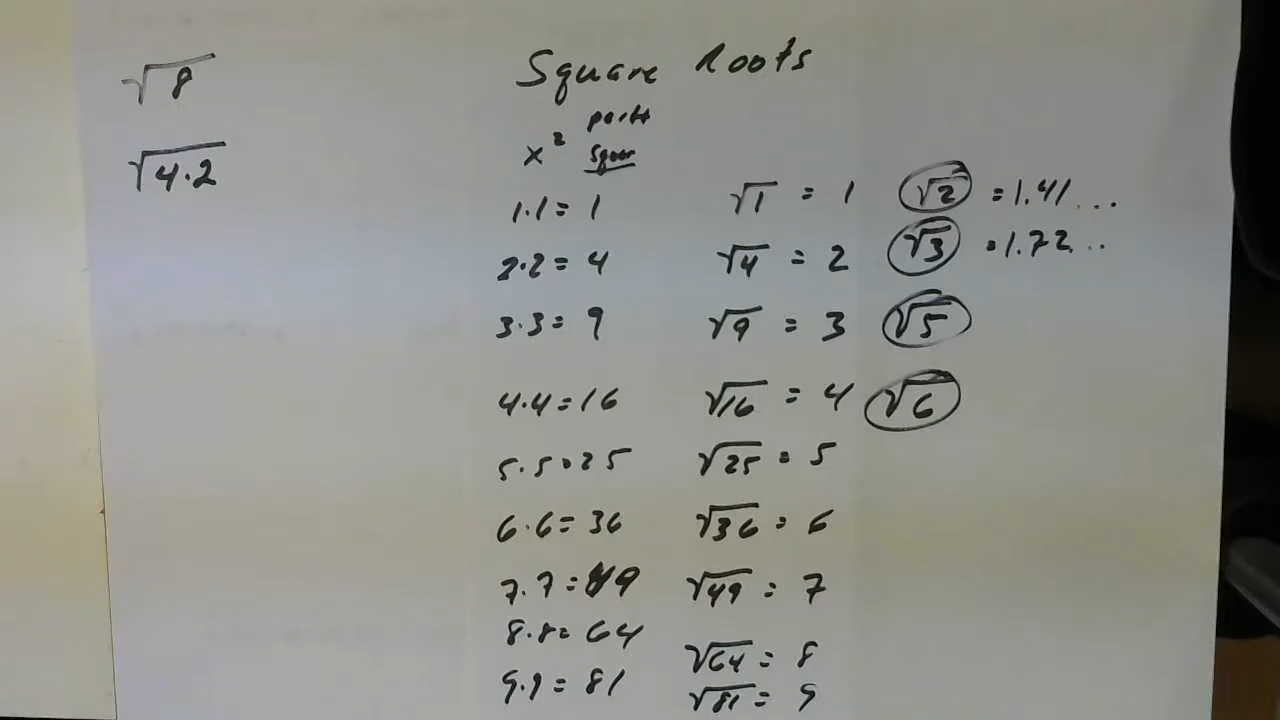 √8
√4·2
Square Roots
x² 
1·1 = 1 √1 = 1 √2 = 1.41...
2·2 = 4 √4 = 2 √3 = 1.72...
3·3 = 9 √9 = 3 √5
4·4 = 16 √16 = 4 √6
5·5 = 25 √25 = 5
6·6 = 36 √36 = 6
7·7 = 49 √49 = 7
8·8 = 64 √64 = 8
9·9 = 81 √81 = 9